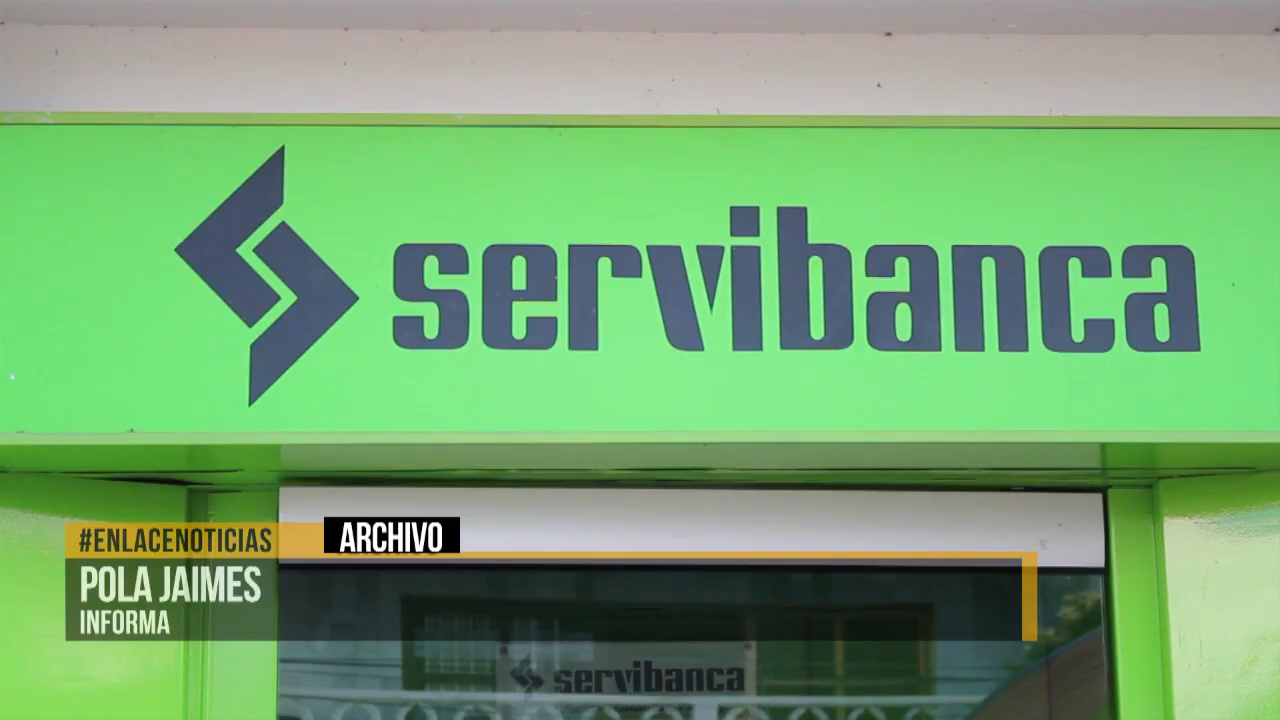 servibanca
#ENLACENOTICIAS
ARCHIVO
POLA JAIMES
INFORMA
servibanca